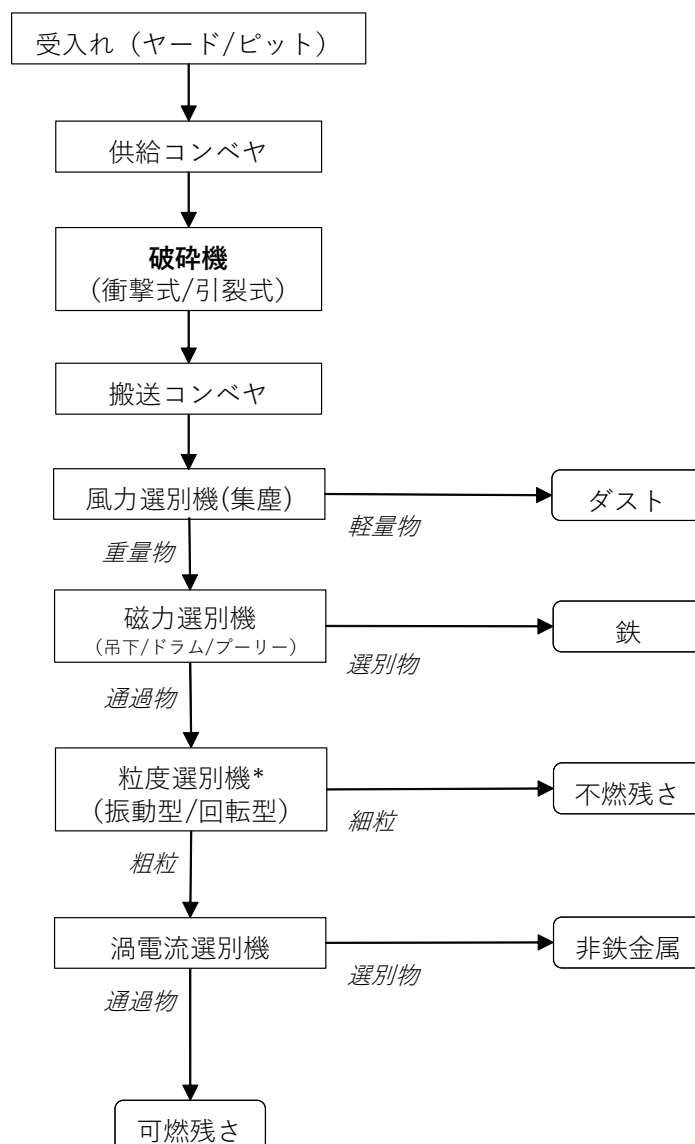 受入れ（ヤード/ピット）
供給コンベヤ
破砕機
（衝撃式/引裂式）
搬送コンベヤ
風力選別機(集塵)
軽量物
ダスト
重量物
磁力選別機
（吊下/ドラム/プーリー）
選別物
鉄
通過物
粒度選別機*
(振動型/回転型)
細粒
不燃残さ
粗粒
渦電流選別機
選別物
非鉄金属
通過物
可燃残さ